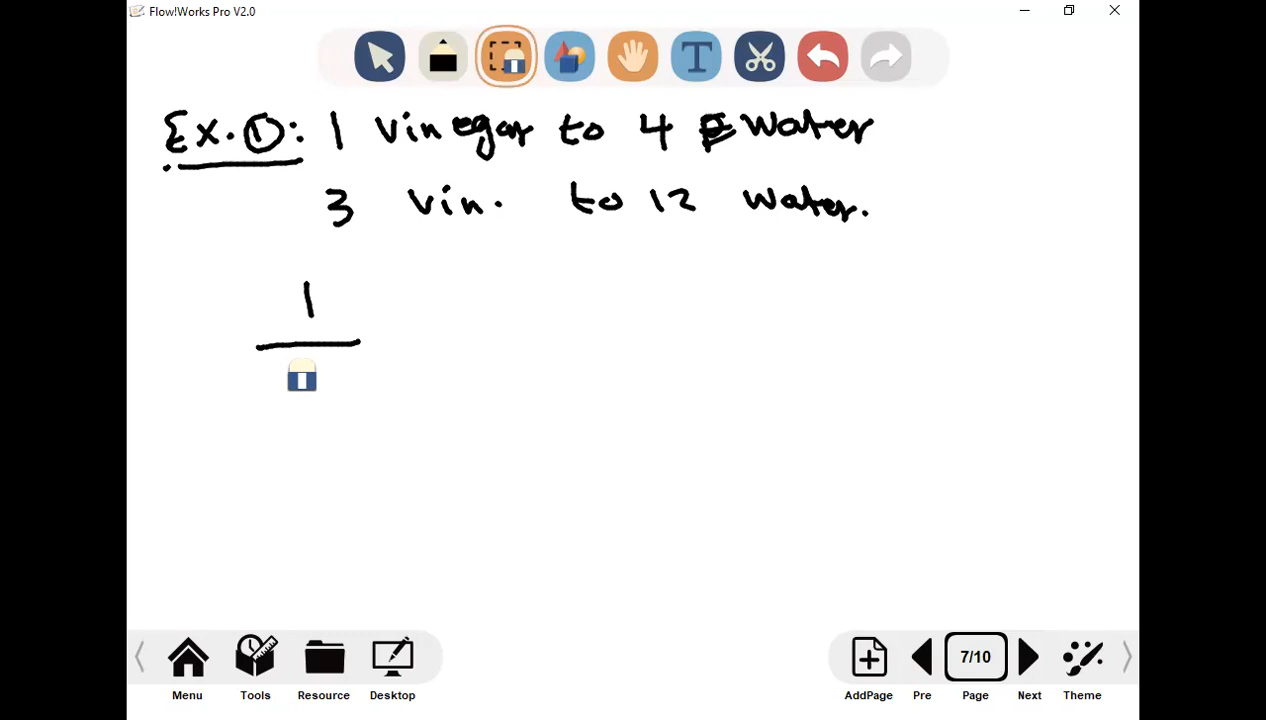 Flow!Works Pro V2.0
Ex. ①: 1 vinegar to 4 water
3 vin. to 12 water.
1
Menu Tools Resource Desktop
7/10
AddPage Pre Page Next Theme